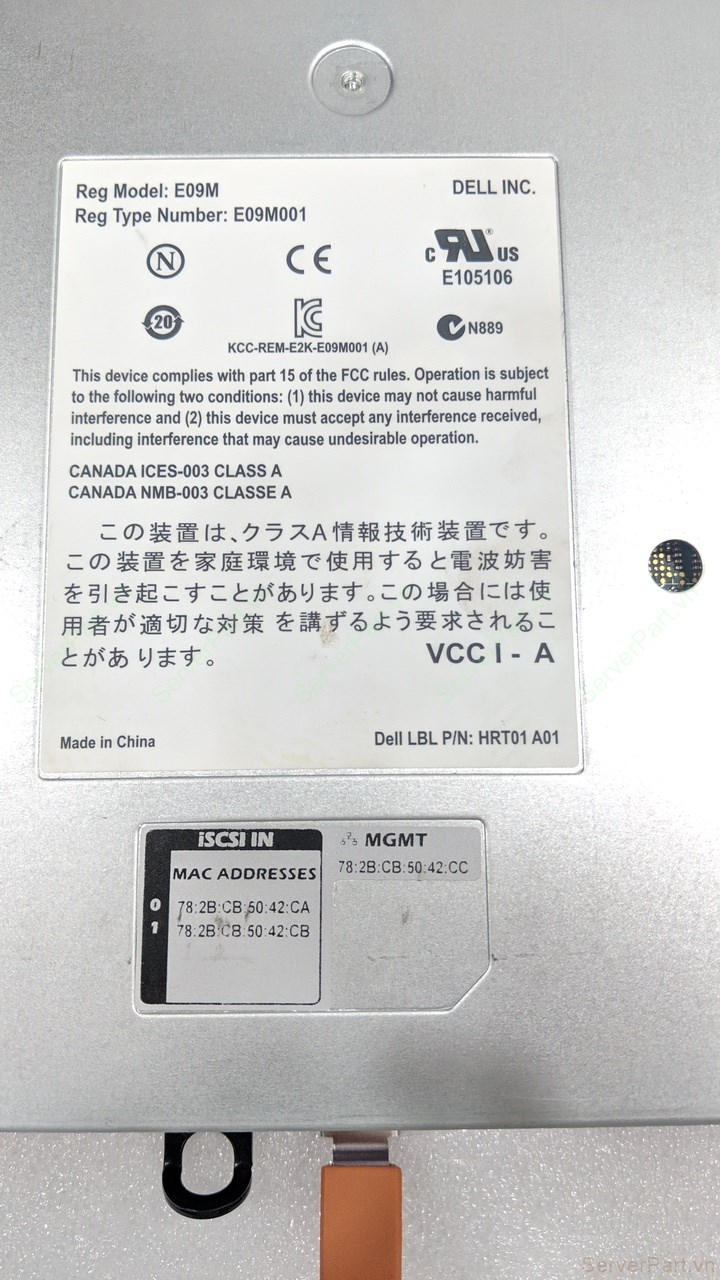 Reg Model: E09M
DELL INC.
Reg Type Number: E09M001
N
CE
c RU® US
E105106
20
KC
N889
KCC-REM-E2K-E09M001 (A)
This device complies with part 15 of the FCC rules. Operation is subject
to the following two conditions: (1) this device may not cause harmful
interference and (2) this device must accept any interference received,
including interference that may cause undesirable operation.
CANADA ICES-003 CLASS A
CANADA NMB-003 CLASSE A
この装置は、クラスA情報技術装置です。
この装置を家庭環境で使用すると電波妨害
を引き起こすことがあります。この場合には使
用者が適切な対策 を講ずるよう要求されるこ
とがあ ります。
VCC I - A
Made in China
Dell LBL P/N: HRT01 A01
iSCSI IN
MGMT
MAC ADDRESSES
78:2B:CB:50:42:CC
0 78:2B:CB:50:42:CA
1 78:2B:CB:50:42:CB
ServerPart.vn